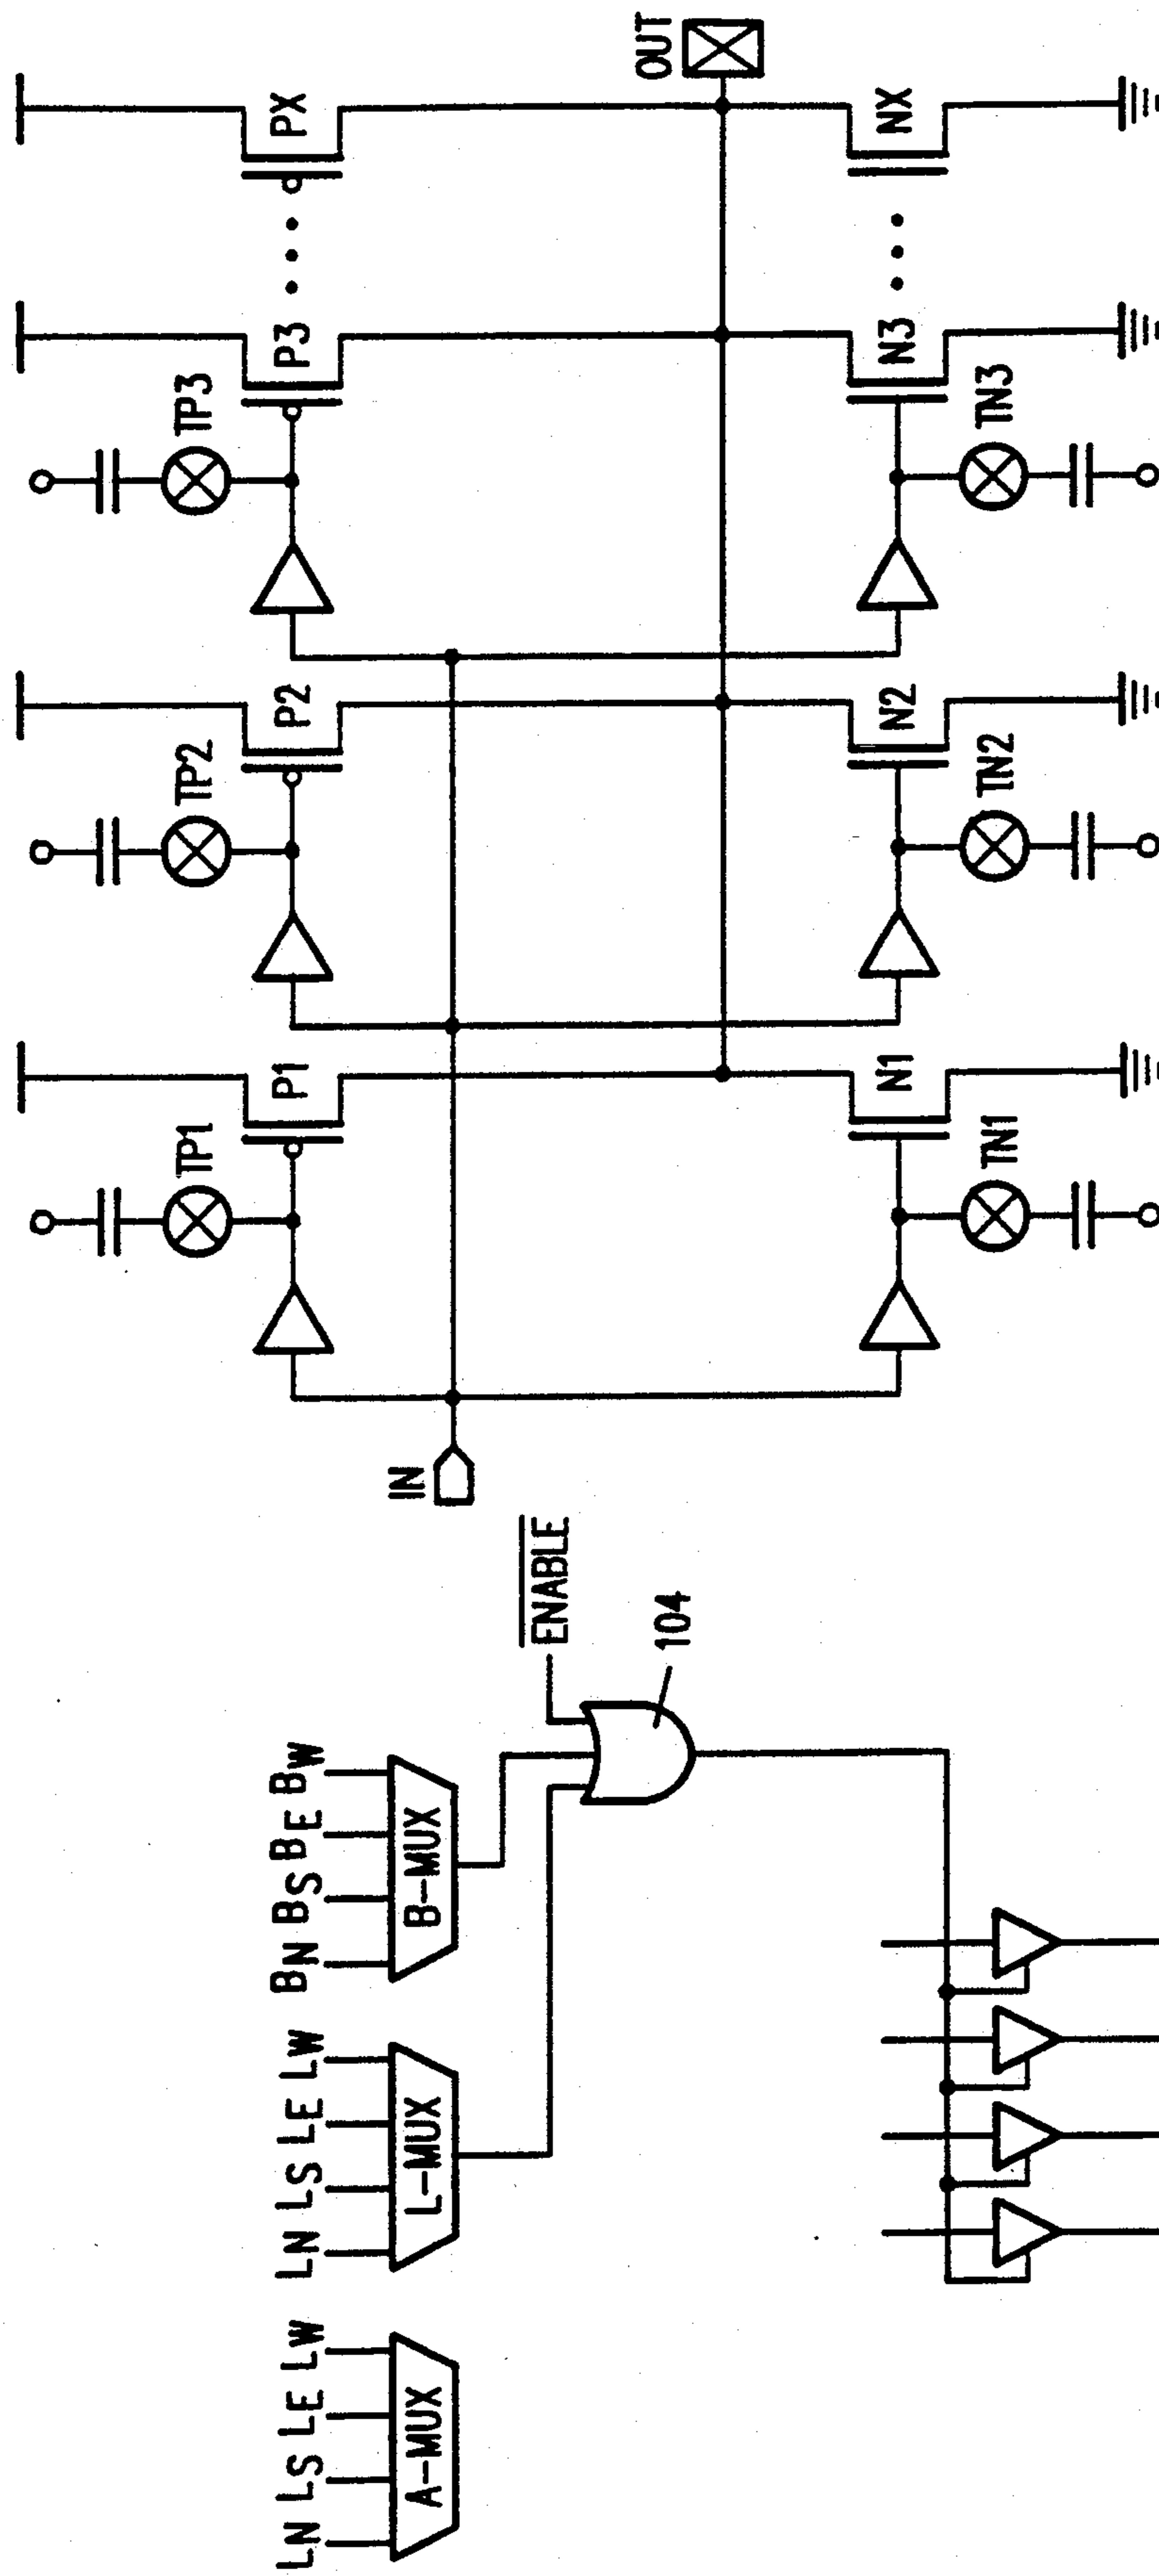 LN LS LE LW
A-MUX
LN LS LE LW
L-MUX
BN BS BE BW
B-MUX
ENABLE
104
IN
TP1
P1
TP2
P2
TP3
P3
PX
OUT
N1
TN1
N2
TN2
N3
TN3
NX